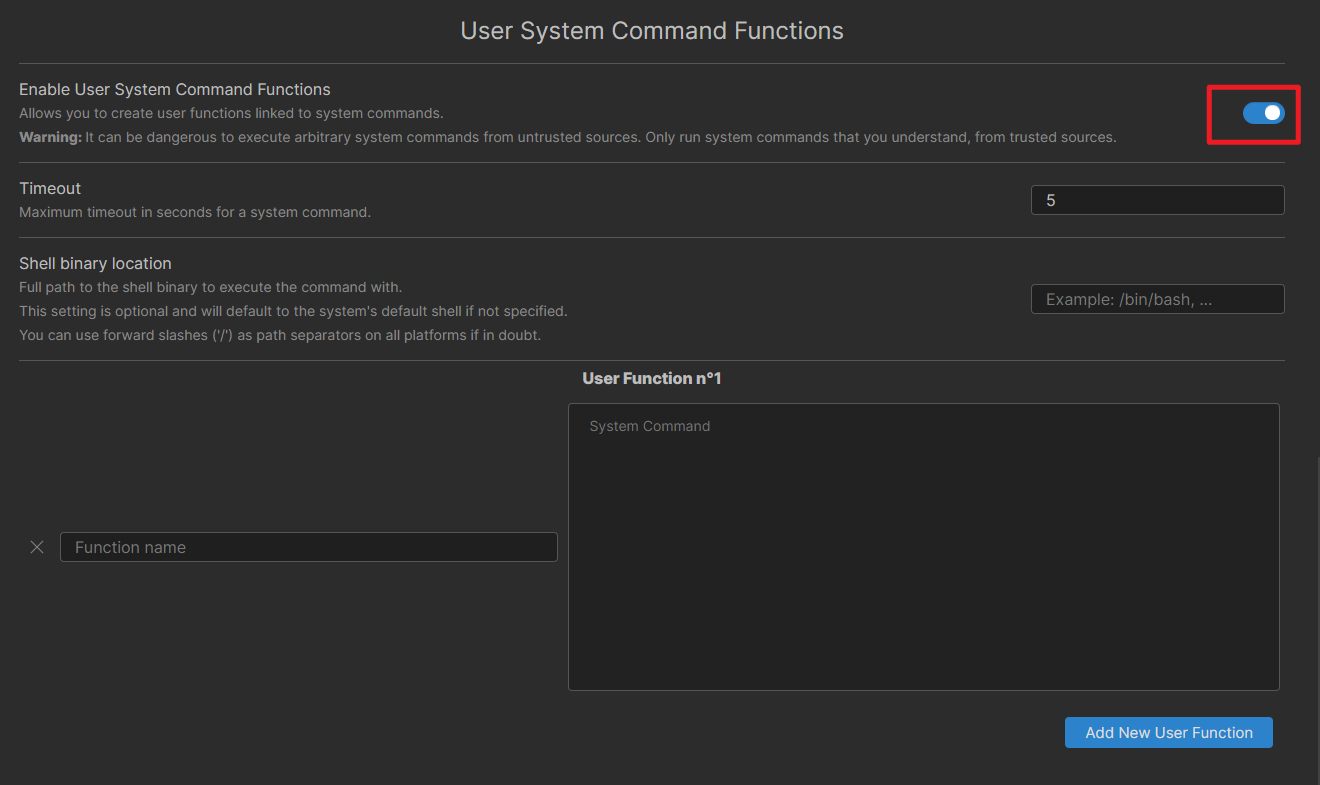 User System Command Functions
Enable User System Command Functions
Allows you to create user functions linked to system commands.
Warning: It can be dangerous to execute arbitrary system commands from untrusted sources. Only run system commands that you understand, from trusted sources.
Timeout
Maximum timeout in seconds for a system command.
5
Shell binary location
Full path to the shell binary to execute the command with.
This setting is optional and will default to the system's default shell if not specified.
You can use forward slashes ('/') as path separators on all platforms if in doubt.
Example: /bin/bash, ...
User Function n°1
System Command
Function name
Add New User Function